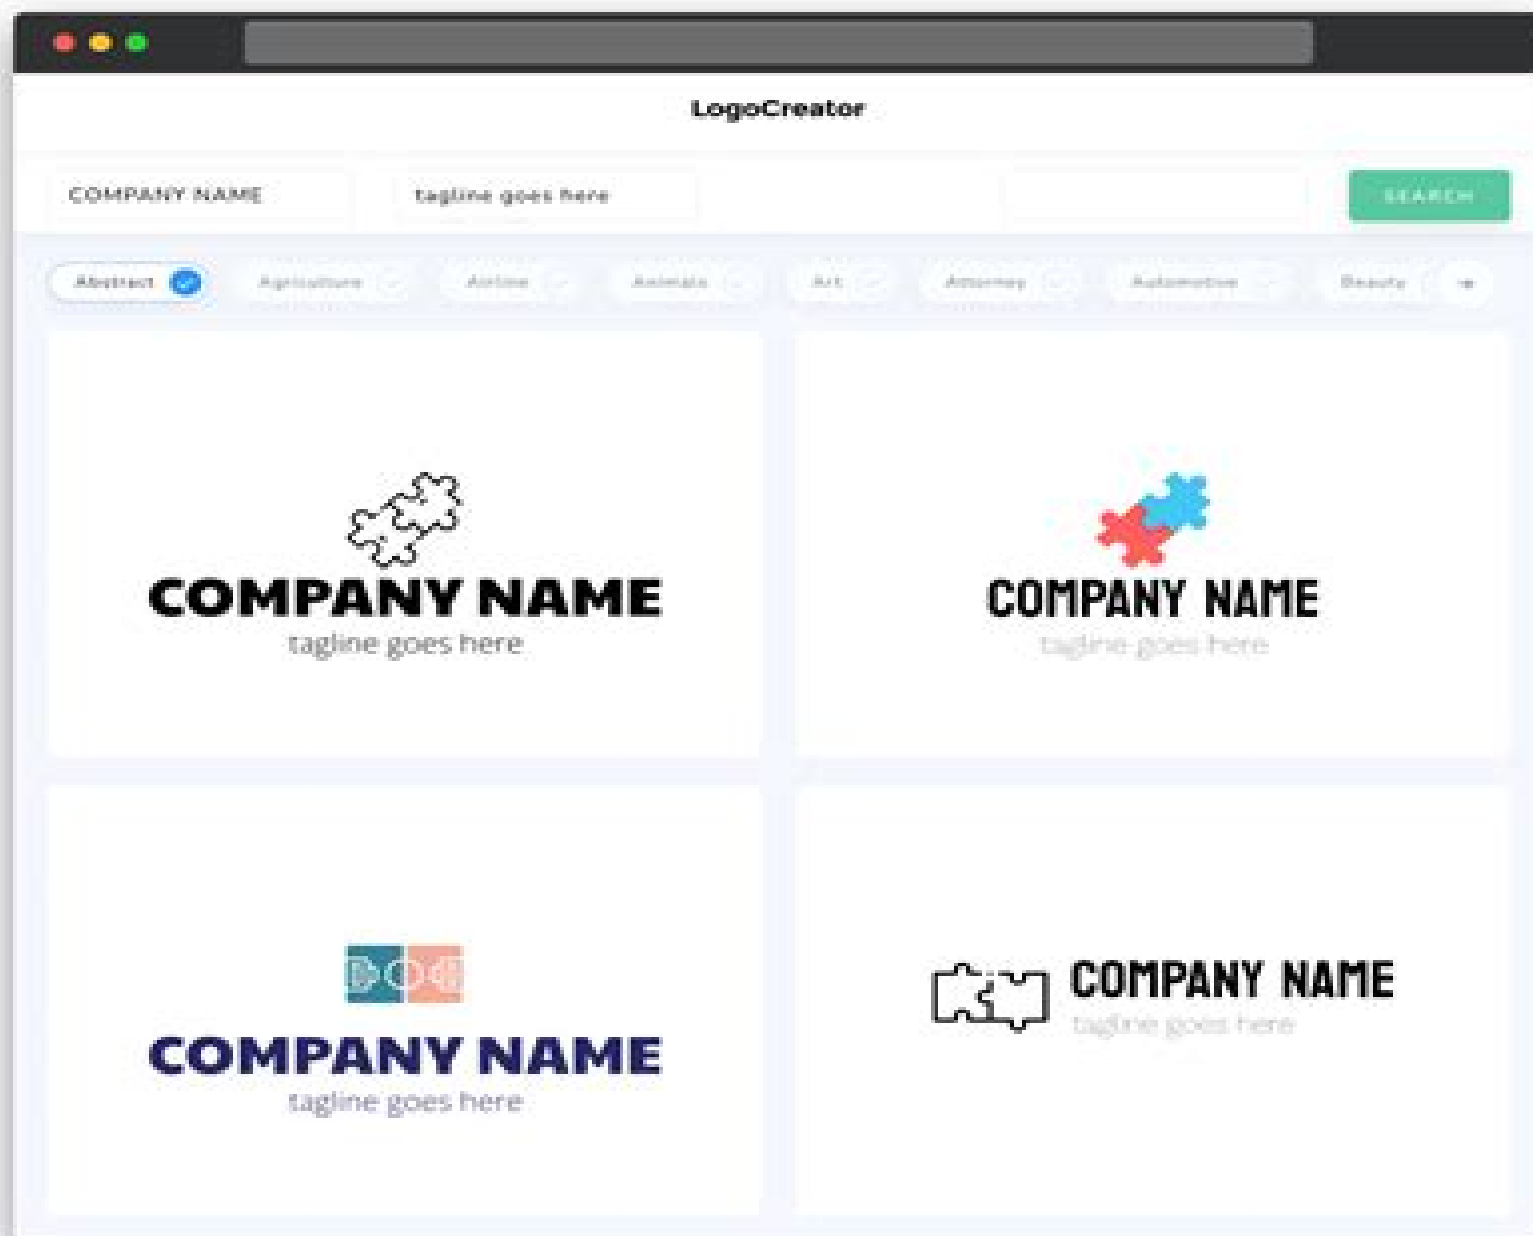 LogoCreator
COMPANY NAME
tagline goes here
SEARCH
Abstract
Agriculture
Airline
Animals
Art
Attorney
Automotive
Beauty
COMPANY NAME
tagline goes here
COMPANY NAME
tagline goes here
COMPANY NAME
tagline goes here
COMPANY NAME
tagline goes here